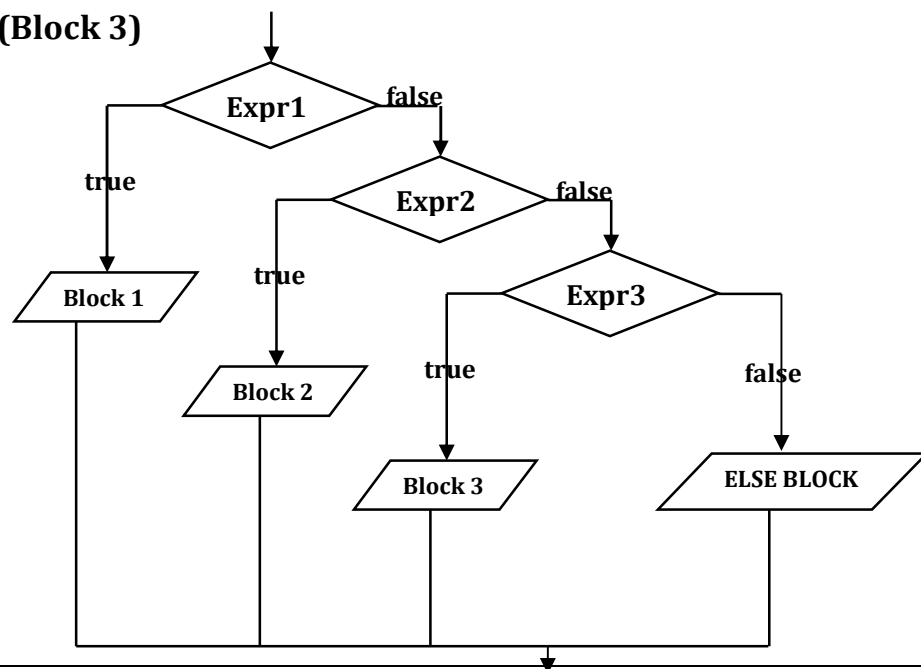 (Block 3)
Expr1
false
true
Expr2
false
Block 1
true
Expr3
Block 2
true
false
Block 3
ELSE BLOCK